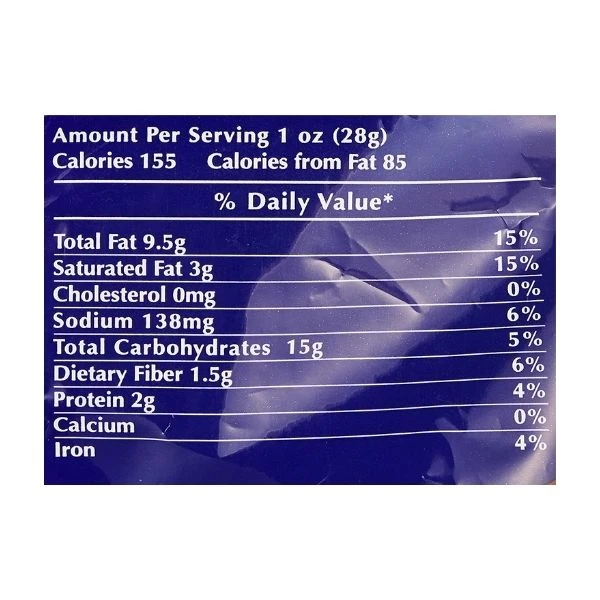 Amount Per Serving 1 oz (28g)
Calories 155 Calories from Fat 85
% Daily Value*
Total Fat 9.5g 15%
Saturated Fat 3g 15%
Cholesterol 0mg 0%
Sodium 138mg 6%
Total Carbohydrates 15g 5%
Dietary Fiber 1.5g 6%
Protein 2g 4%
Calcium 0%
Iron 4%